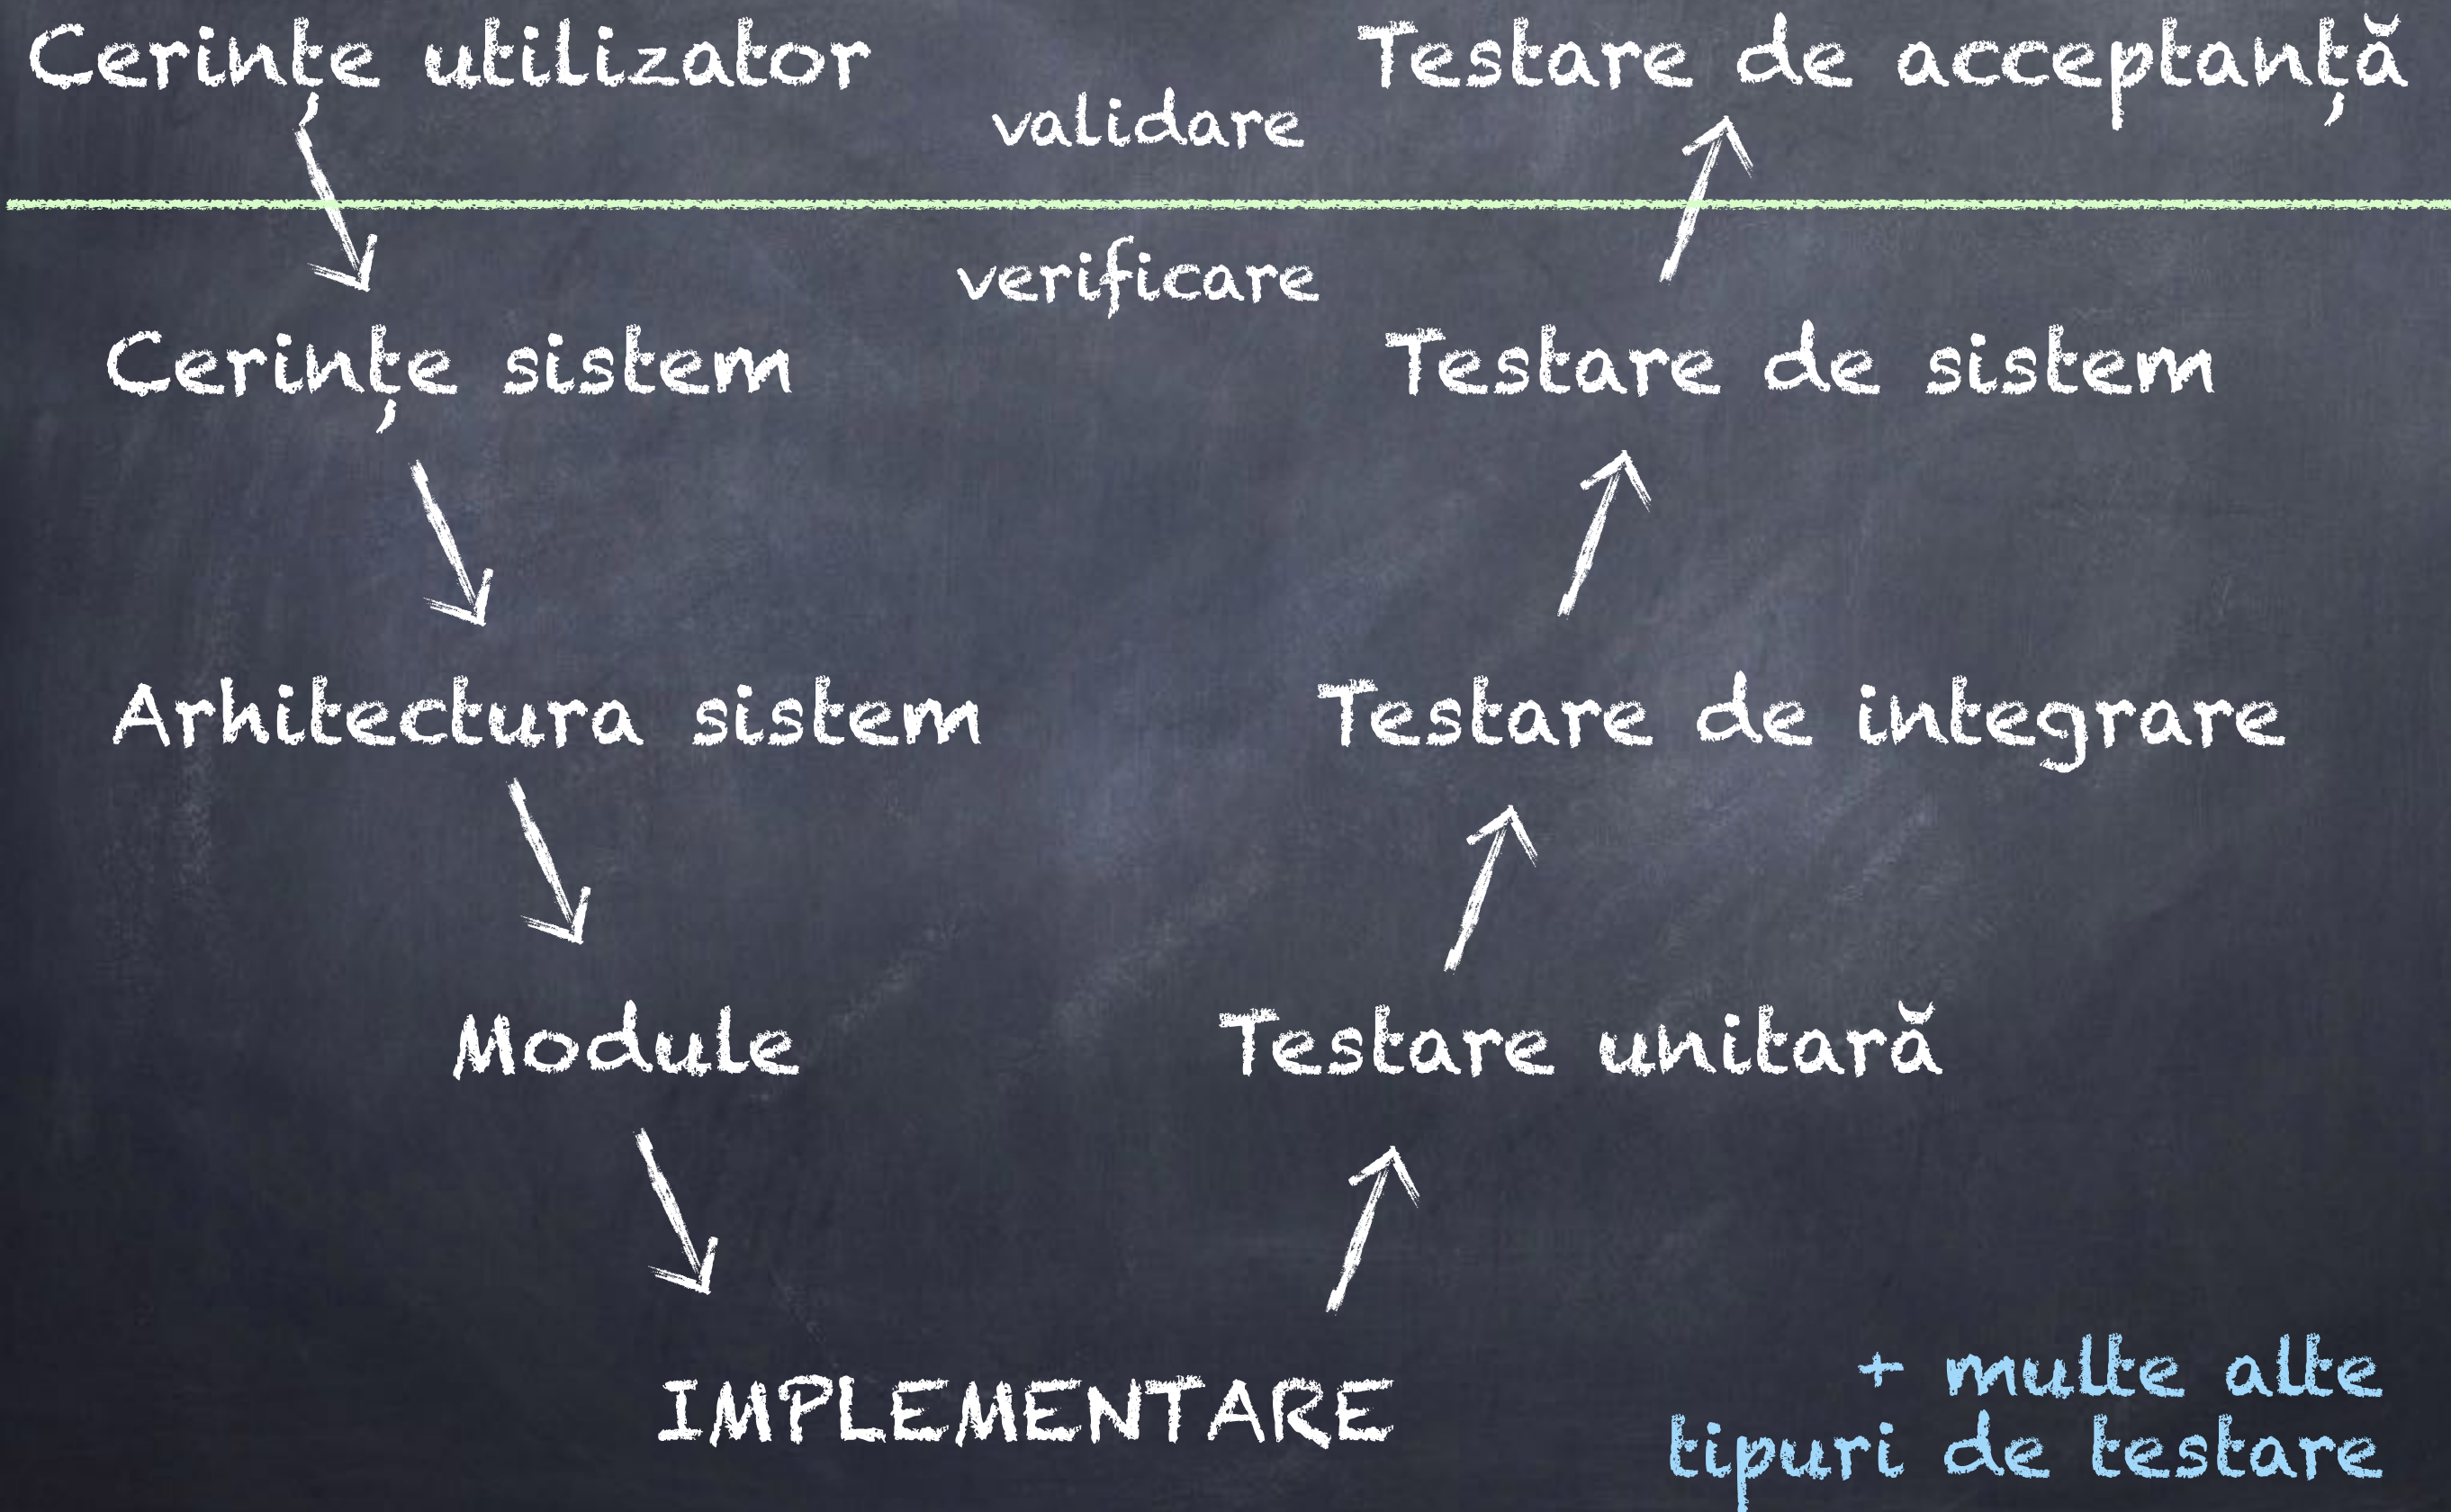 Cerințe utilizator
Testare de acceptanță
validare
verificare
Cerințe sistem
Testare de sistem
Arhitectura sistem
Testare de integrare
Module
Testare unitară
IMPLEMENTARE
+ multe alte
tipuri de testare